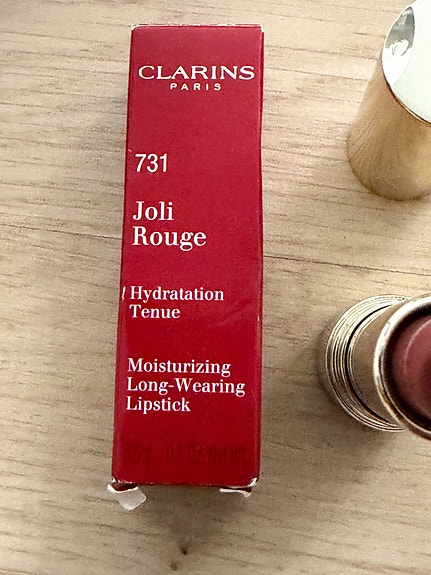 CLARINS
PARIS
731
Joli
Rouge
Hydratation
Tenue
Moisturizing
Long-Wearing
Lipstick